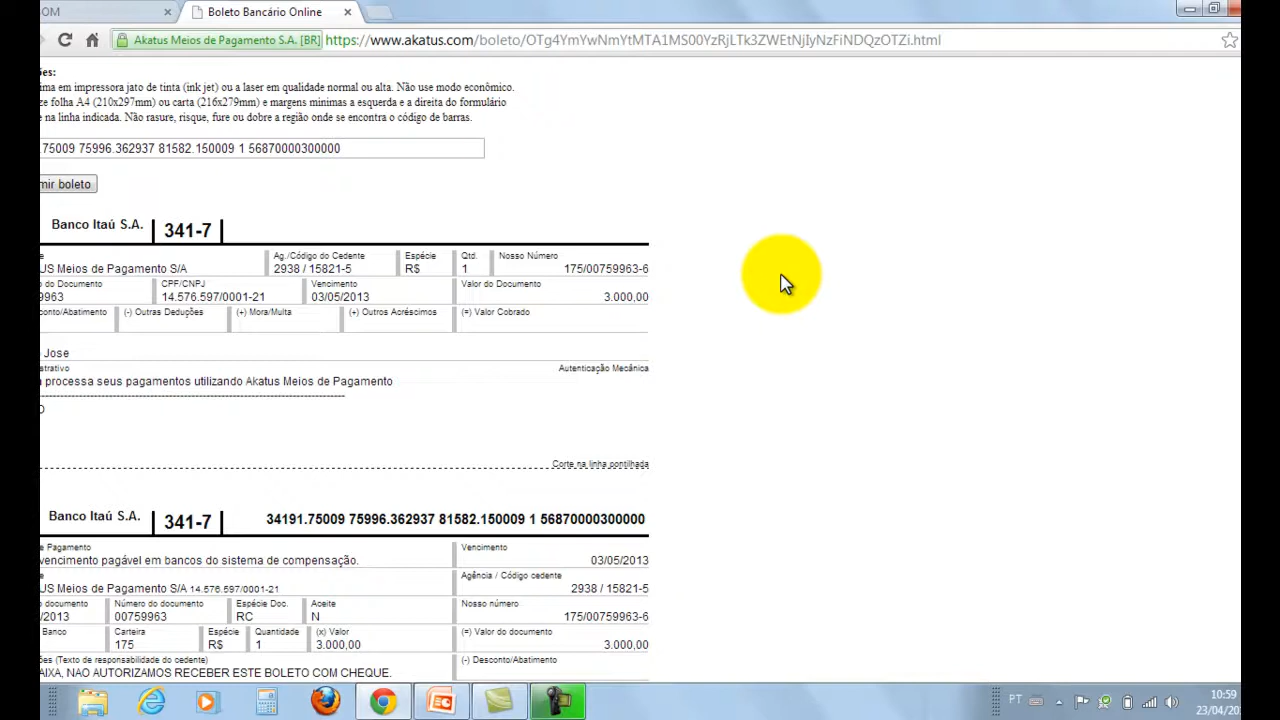 OM
Boleto Bancário Online
Akatus Meios de Pagamento S.A. [BR] https://www.akatus.com/boleto/OTg4YmYwNmYtMTA1MS00YzRjLTk3ZWEtNjIyNzFiNDQzOTZi.html
ões:
ima em impressora jato de tinta (ink jet) ou a laser em qualidade normal ou alta. Não use modo econômico.
ze folha A4 (210x297mm) ou carta (216x279mm) e margens minimas a esquerda e a direita do formulário
e na linha indicada. Não rasure, risque, fure ou dobre a região onde se encontra o código de barras.
.75009 75996.362937 81582.150009 1 56870000300000
mir boleto
Banco Itaú S.A. 341-7
e Ag./Código do Cedente Espécie Qtd. Nosso Número
US Meios de Pagamento S/A 2938 / 15821-5 R$ 1 175/00759963-6
do Documento CPF/CNPJ Vencimento Valor do Documento
9963 14.576.597/0001-21 03/05/2013 3.000,00
conto/Abatimento (-) Outras Deduções (+) Mora/Multa (+) Outros Acréscimos (=) Valor Cobrado
Jose
strativo Autenticação Mecânica
processa seus pagamentos utilizando Akatus Meios de Pagamento
O
Corte na linha pontilhada
Banco Itaú S.A. 341-7 34191.75009 75996.362937 81582.150009 1 56870000300000
e Pagamento Vencimento
vencimento pagável em bancos do sistema de compensação. 03/05/2013
e Agência / Código cedente
US Meios de Pagamento S/A 14.576.597/0001-21 2938 / 15821-5
documento Número do documento Espécie Doc. Aceite Nosso número
/2013 00759963 RC N 175/00759963-6
Banco Carteira Espécie Quantidade (x) Valor (=) Valor do documento
175 R$ 1 3.000,00 3.000,00
ões (Texto de responsabilidade do cedente) (-) Desconto/Abatimento
AIXA, NAO AUTORIZAMOS RECEBER ESTE BOLETO COM CHEQUE.
PT 10:59
23/04/20